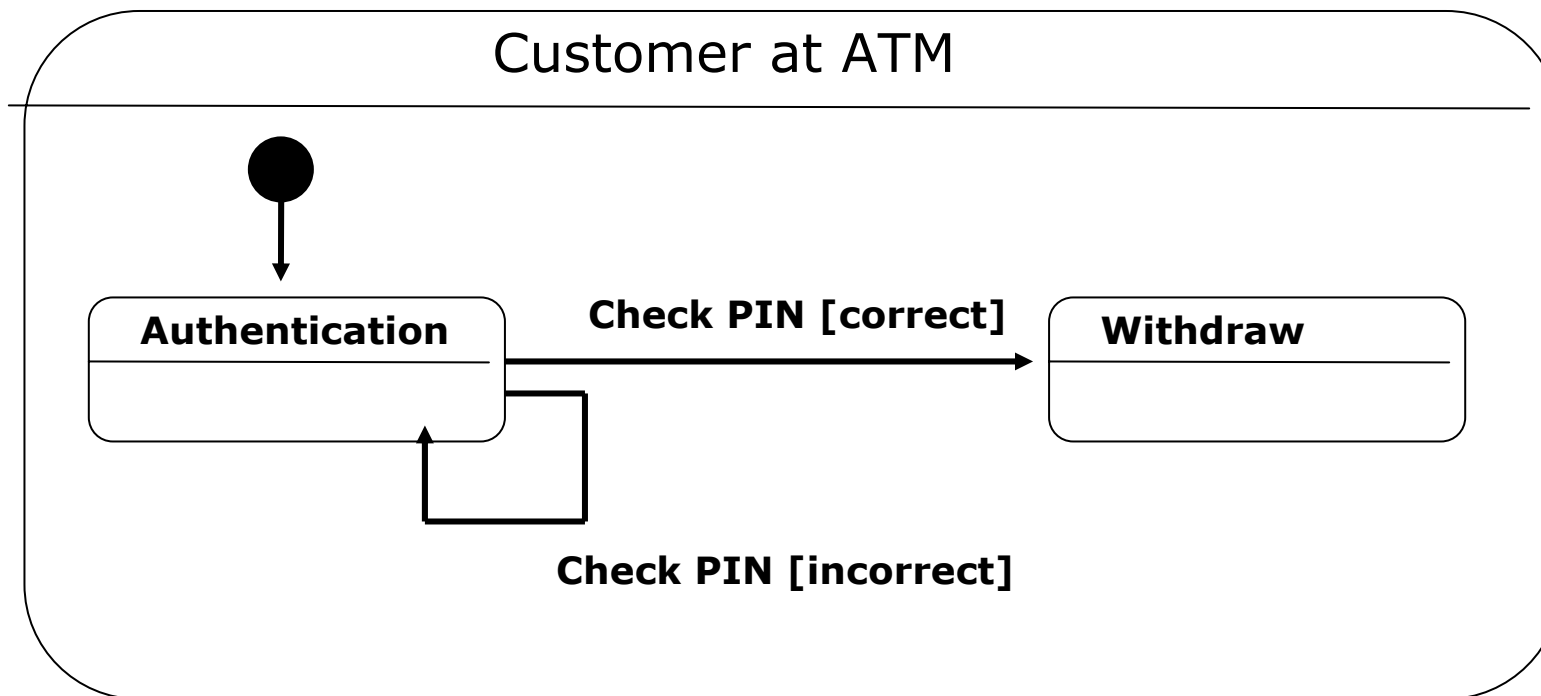 Customer at ATM
Authentication
Check PIN [correct]
Withdraw
Check PIN [incorrect]